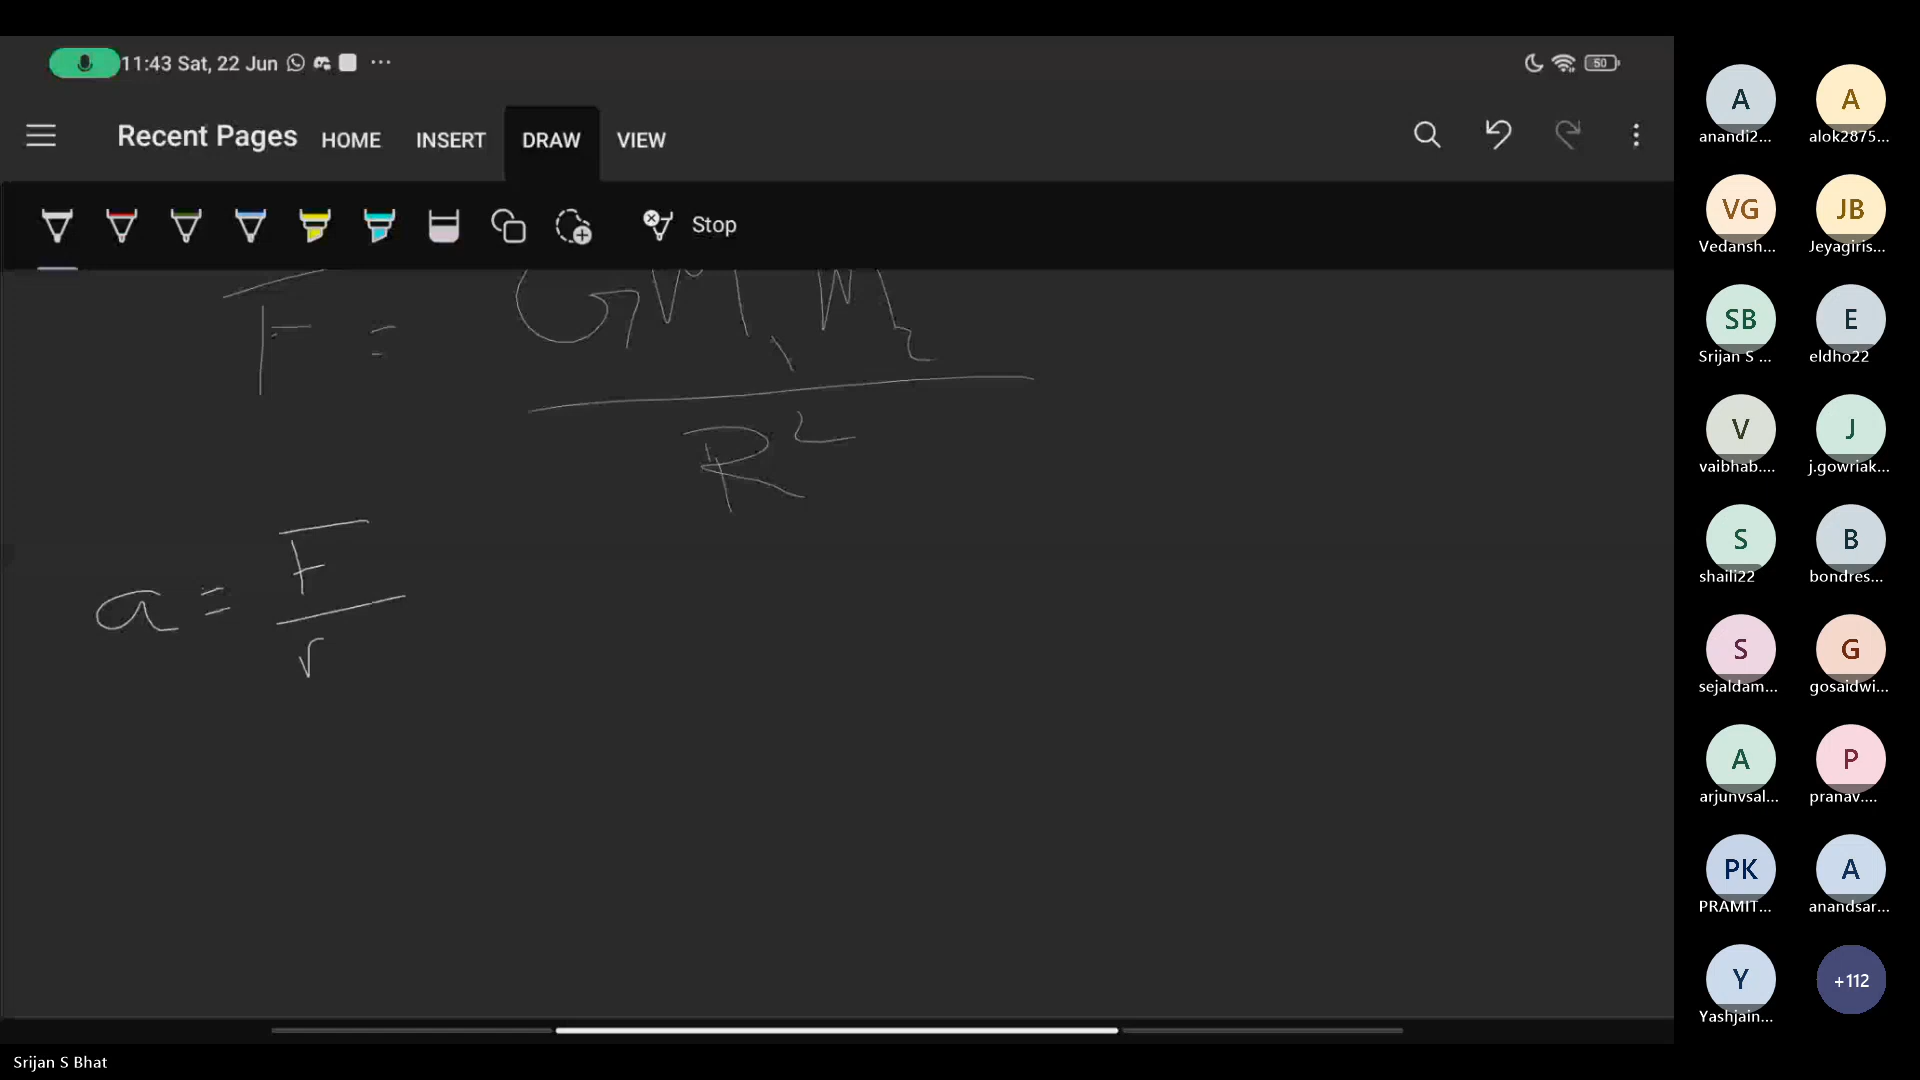 11:43 Sat, 22 Jun ...
50
Recent Pages HOME INSERT DRAW VIEW
Stop
F = GM₁M₂
R²
a = F
r
A A
anandi2... alok2875...
VG JB
Vedansh... Jeyagiris...
SB E
Srijan S ... eldho22
V J
vaibhab.... j.gowriak...
S B
shaili22 bondres...
S G
sejaldam... gosaidwi...
A P
arjunvsal... pranav....
PK A
PRAMIT... anandsar...
Y +112
Yashjain...
Srijan S Bhat